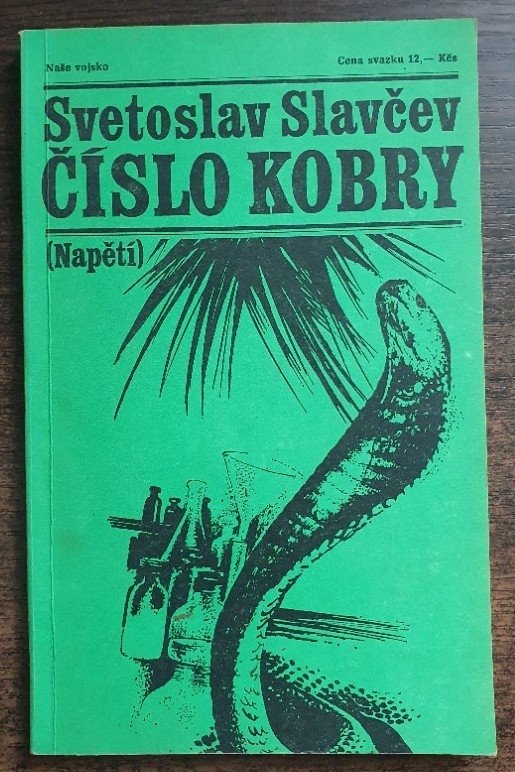 Naše vojsko
Cena svazku 12,— Kčs
Svetoslav Slavčev
ČÍSLO KOBRY
(Napětí)